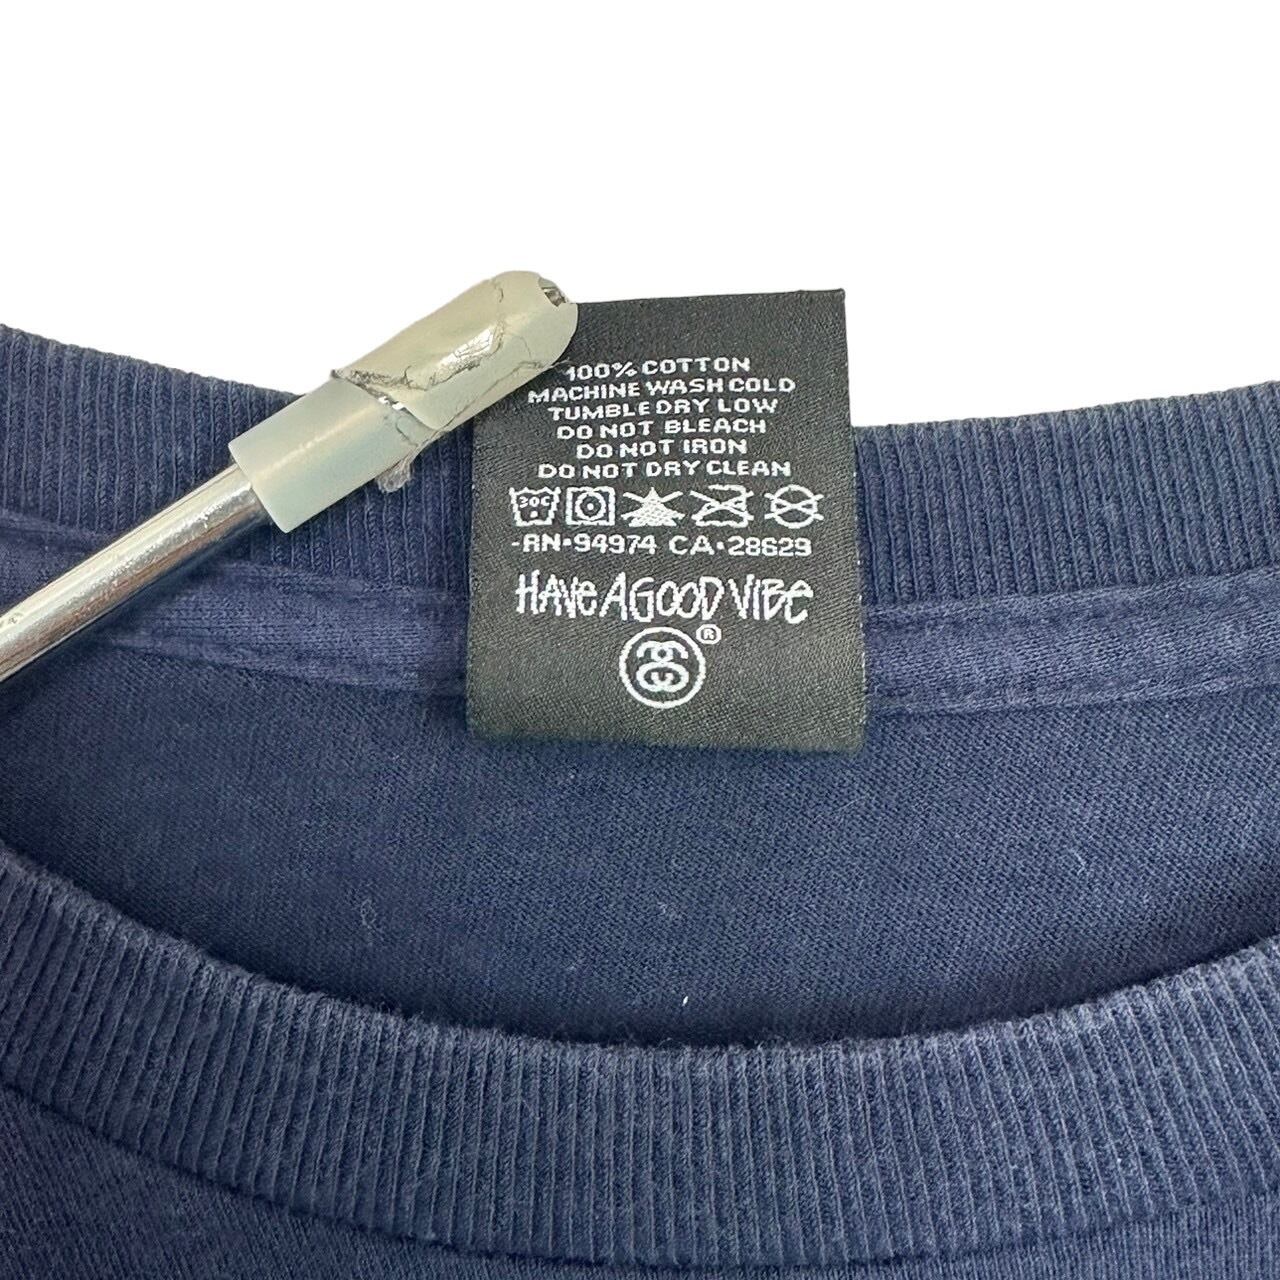 100% COTTON
MACHINE WASH COLD
TUMBLE DRY LOW
DO NOT BLEACH
DO NOT IRON
DO NOT DRY CLEAN
30C
-RN•94974 CA•28629
HAVE A GOOD VIBE
®